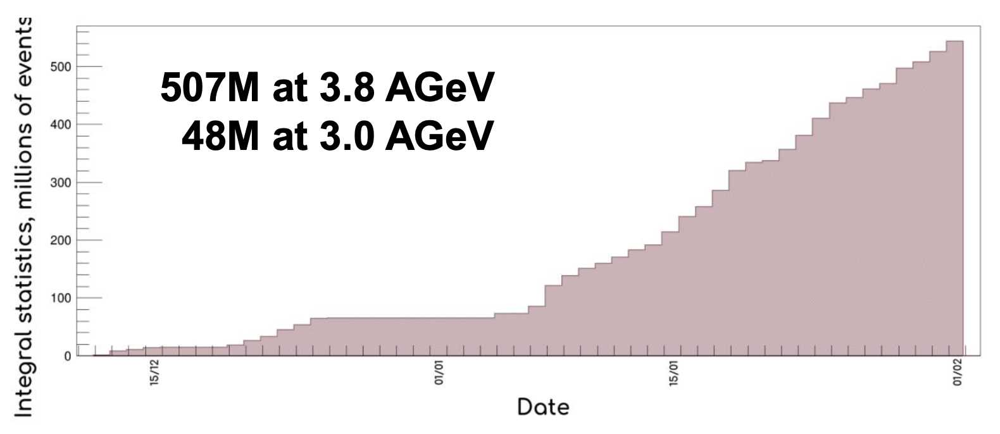 Integral statistics, millions of events
500
400
300
200
100
0
507M at 3.8 AGeV
48M at 3.0 AGeV
15/12
01/01
15/01
01/02
Date